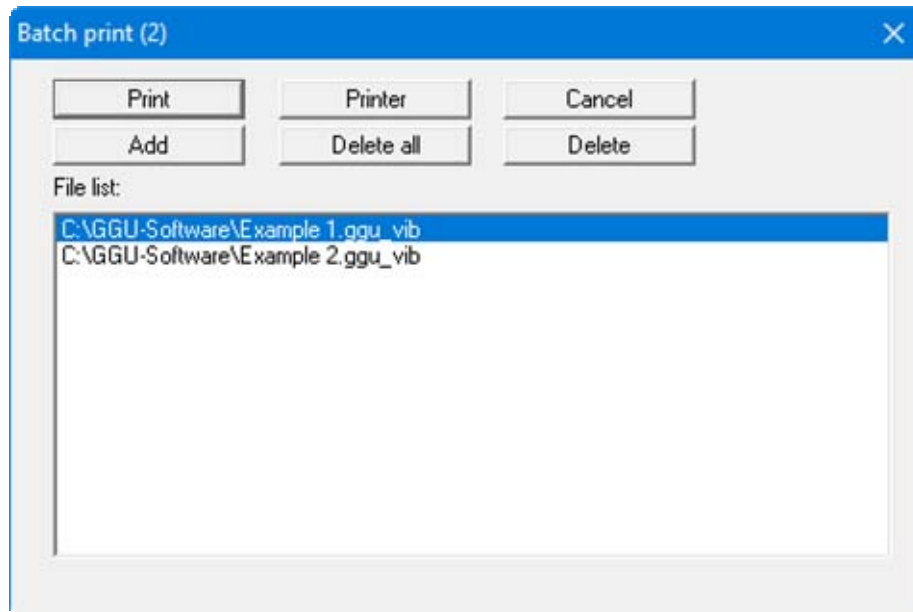 Batch print (2)
Print Printer Cancel
Add Delete all Delete
File list:
C:\GGU-Software\Example 1.ggu_vib
C:\GGU-Software\Example 2.ggu_vib